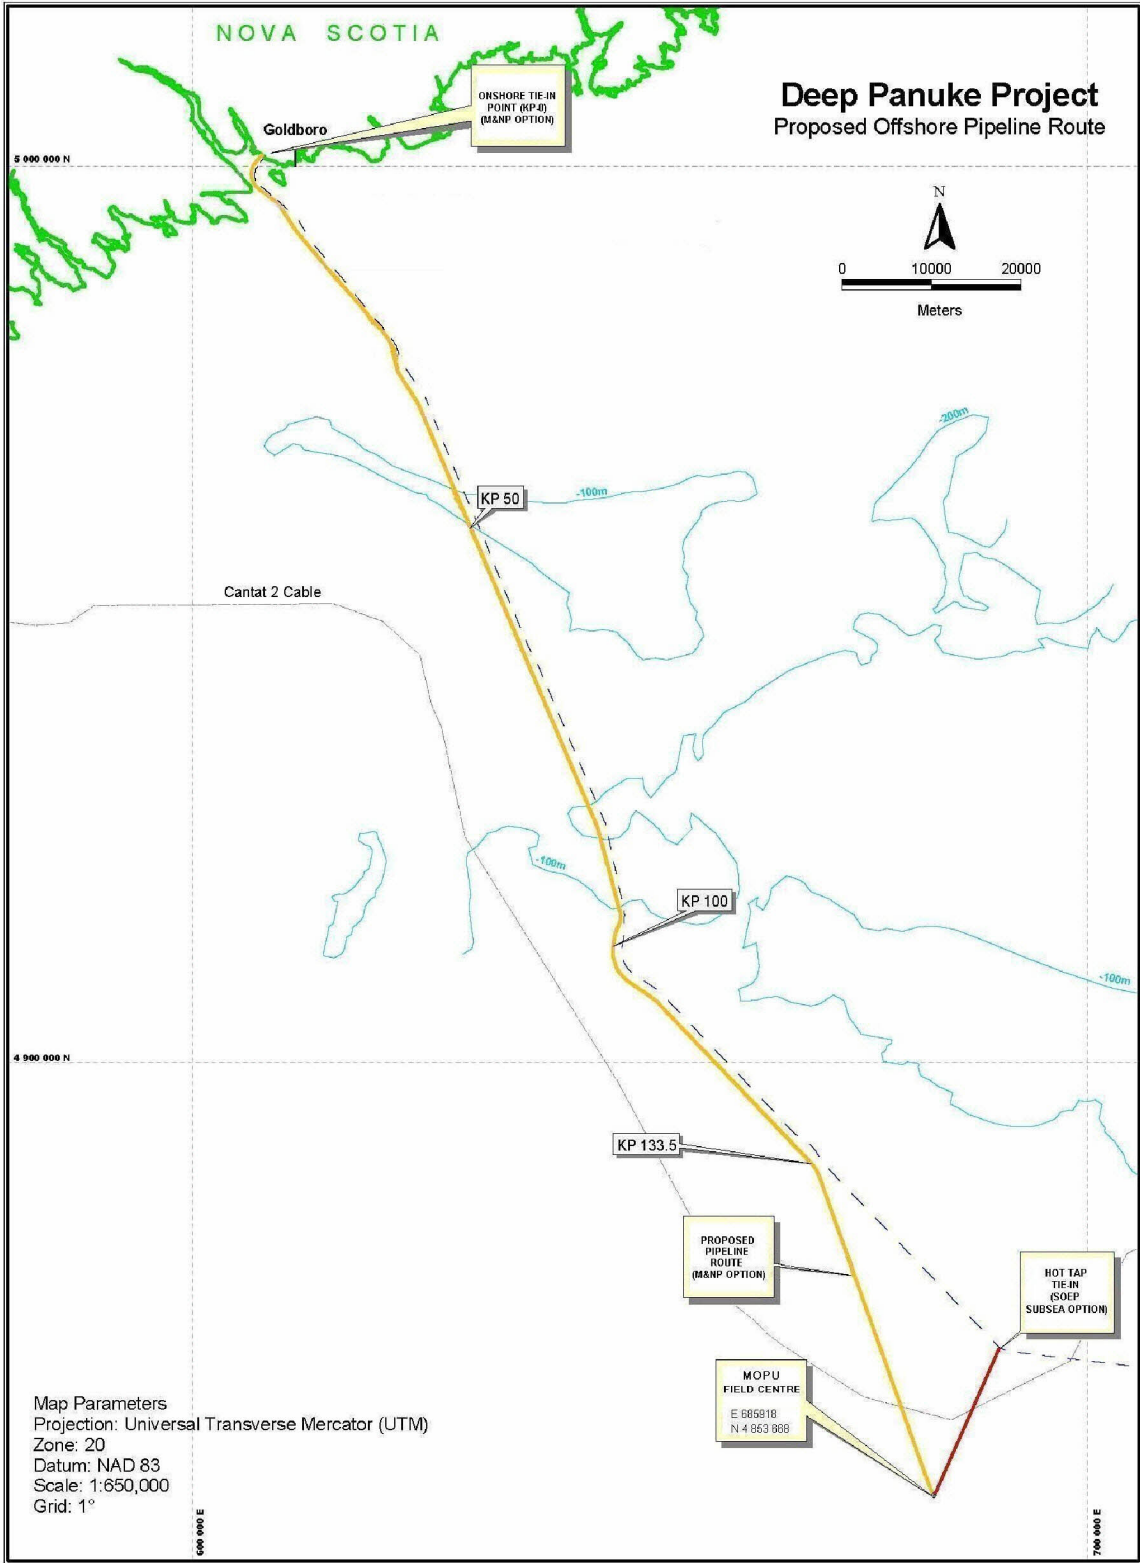 NOVA SCOTIA
ONSHORE TIE-IN
POINT (KP-0)
(M&NP OPTION)
Deep Panuke Project
Proposed Offshore Pipeline Route
Goldboro
5 000 000 N
N
0 10000 20000
Meters
-200m
-100m
KP 50
Cantat 2 Cable
-100m
KP 100
-100m
4 900 000 N
KP 133.5
PROPOSED
PIPELINE
ROUTE
(M&NP OPTION)
HOT TAP
TIE-IN
(SOEP
SUBSEA OPTION)
MOPU
FIELD CENTRE
E 685918
N 4 853 668
Map Parameters
Projection: Universal Transverse Mercator (UTM)
Zone: 20
Datum: NAD 83
Scale: 1:650,000
Grid: 1°
600 000 E
700 000 E